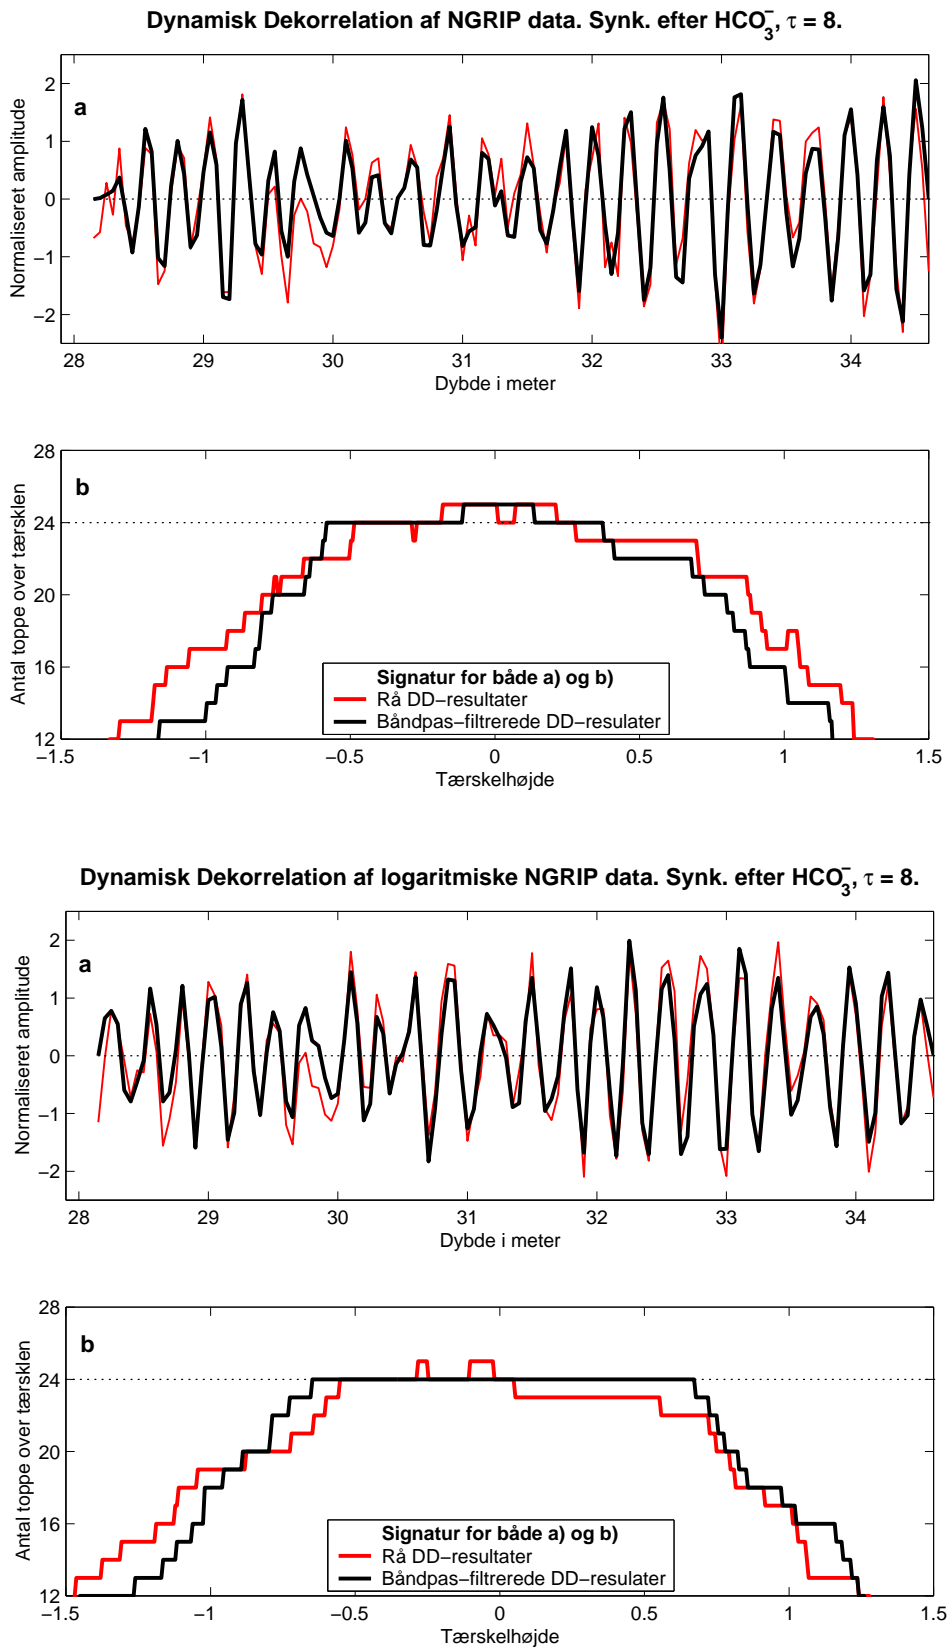 Dynamisk Dekorrelation af NGRIP data. Synk. efter HCO₃⁻, τ = 8.
a
Normaliseret amplitude
2
1
0
−1
−2
28 29 30 31 32 33 34
Dybde i meter
b
Antal toppe over tærsklen
28
24
20
16
12
−1.5 −1 −0.5 0 0.5 1 1.5
Tærskelhøjde
Signatur for både a) og b)
Rå DD−resultater
Båndpas−filtrerede DD−resulater
Dynamisk Dekorrelation af logaritmiske NGRIP data. Synk. efter HCO₃⁻, τ = 8.
a
Normaliseret amplitude
2
1
0
−1
−2
28 29 30 31 32 33 34
Dybde i meter
b
Antal toppe over tærsklen
28
24
20
16
12
−1.5 −1 −0.5 0 0.5 1 1.5
Tærskelhøjde
Signatur for både a) og b)
Rå DD−resultater
Båndpas−filtrerede DD−resulater